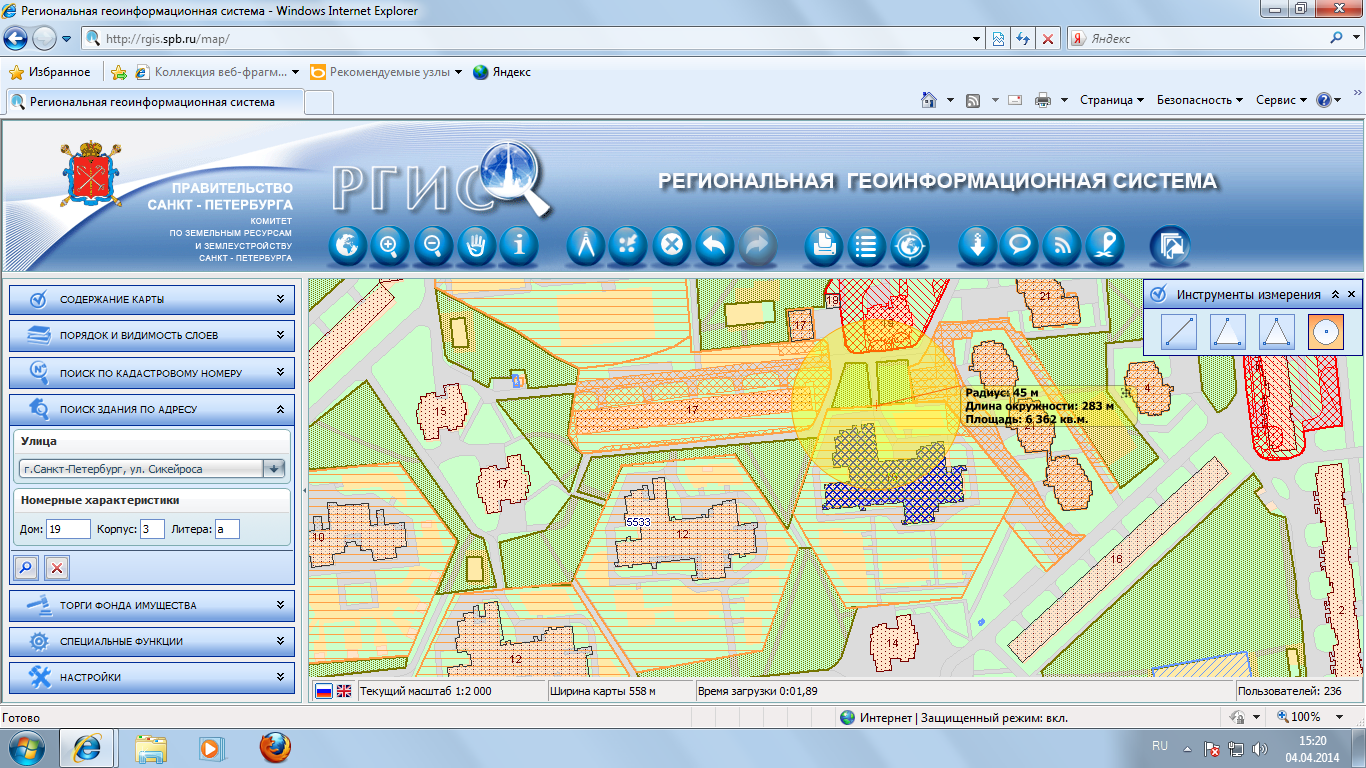 Региональная геоинформационная система - Windows Internet Explorer
http://rgis.spb.ru/map/
Яндекс
Избранное
Коллекция веб-фрагм...
Рекомендуемые узлы
Яндекс
Региональная геоинформационная система
Страница
Безопасность
Сервис
ПРАВИТЕЛЬСТВО
САНКТ - ПЕТЕРБУРГА
КОМИТЕТ
ПО ЗЕМЕЛЬНЫМ РЕСУРСАМ
И ЗЕМЛЕУСТРОЙСТВУ
САНКТ - ПЕТЕРБУРГА
РГИС
РЕГИОНАЛЬНАЯ ГЕОИНФОРМАЦИОННАЯ СИСТЕМА
СОДЕРЖАНИЕ КАРТЫ
ПОРЯДОК И ВИДИМОСТЬ СЛОЕВ
ПОИСК ПО КАДАСТРОВОМУ НОМЕРУ
ПОИСК ЗДАНИЯ ПО АДРЕСУ
Улица
г.Санкт-Петербург, ул. Сикейроса
Номерные характеристики
Дом: 19 Корпус: 3 Литера: а
ТОРГИ ФОНДА ИМУЩЕСТВА
СПЕЦИАЛЬНЫЕ ФУНКЦИИ
НАСТРОЙКИ
Инструменты измерения
19
17
19
21
4
15
17
17
5533
10
12
12
14
16
2
Радиус: 45 м
Длина окружности: 283 м
Площадь: 6 362 кв.м.
Текущий масштаб 1:2 000
Ширина карты 558 м
Время загрузки 0:01,89
Пользователей: 236
Готово
Интернет | Защищенный режим: вкл.
100%
RU
15:20
04.04.2014